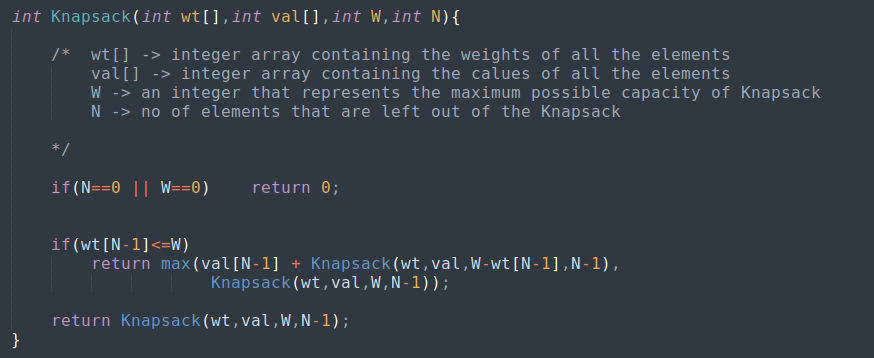 int Knapsack(int wt[],int val[],int W,int N){
/*  wt[] -> integer array containing the weights of all the elements
val[] -> integer array containing the calues of all the elements
W -> an integer that represents the maximum possible capacity of Knapsack
N -> no of elements that are left out of the Knapsack
*/
if(N==0 || W==0)    return 0;
if(wt[N-1]<=W)
return max(val[N-1] + Knapsack(wt,val,W-wt[N-1],N-1),
Knapsack(wt,val,W,N-1));
return Knapsack(wt,val,W,N-1);
}